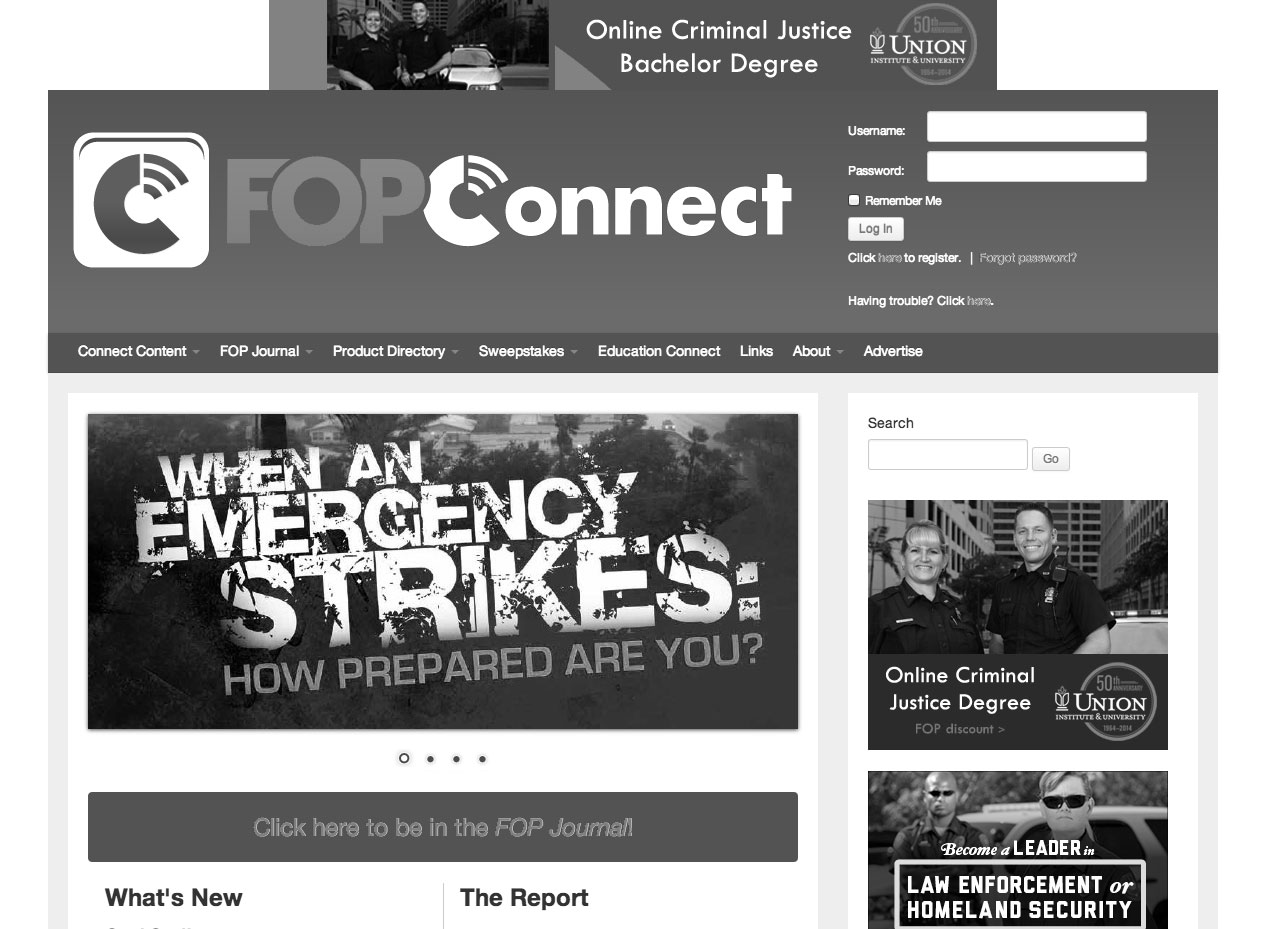 Online Criminal Justice
Bachelor Degree
50th
ANNIVERSARY
UNION
INSTITUTE & UNIVERSITY
1964-2014
FOPConnect
Username:
Password:
Remember Me
Log In
Click here to register. | Forgot password?
Having trouble? Click here.
Connect Content FOP Journal Product Directory Sweepstakes Education Connect Links About Advertise
WHEN AN
EMERGENCY
STRIKES:
HOW PREPARED ARE YOU?
Click here to be in the FOP Journal!
What's New
The Report
Search
Go
Online Criminal
Justice Degree
FOP discount >
50th
ANNIVERSARY
UNION
INSTITUTE & UNIVERSITY
1964-2014
Become a LEADER in
LAW ENFORCEMENT or
HOMELAND SECURITY